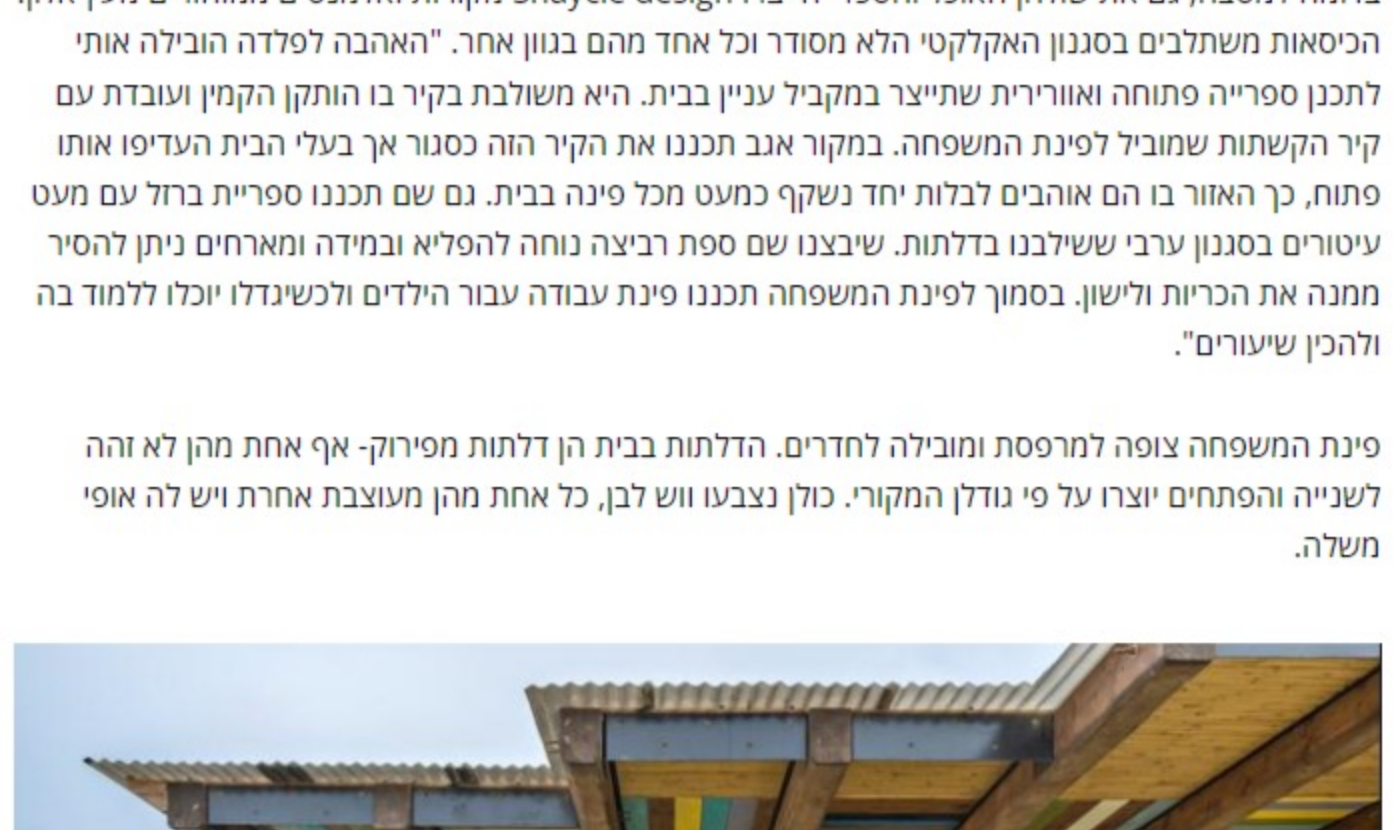 הכיסאות משתלבים בסגנון האקלקטי הלא מסודר וכל אחד מהם בגוון אחר. "האהבה לפלדה הובילה אותי
לתכנן ספרייה פתוחה ואוורירית שתייצר במקביל עניין בבית. היא משולבת בקיר בו הותקן הקמין ועובדת עם
קיר הקשתות שמוביל לפינת המשפחה. במקור אגב תכננו את הקיר הזה כסגור אך בעלי הבית העדיפו אותו
פתוח, כך האזור בו הם אוהבים לבלות יחד נשקף כמעט מכל פינה בבית. גם שם תכננו ספריית ברזל עם מעט
עיטורים בסגנון ערבי ששילבנו בדלתות. שיבצנו שם ספת רביצה נוחה להפליא ובמידה ומארחים ניתן להסיר
ממנה את הכריות ולישון. בסמוך לפינת המשפחה תכננו פינת עבודה עבור הילדים ולכשיגדלו יוכלו ללמוד בה
ולהכין שיעורים".
פינת המשפחה צופה למרפסת ומובילה לחדרים. הדלתות בבית הן דלתות מפירוק- אף אחת מהן לא זהה
לשנייה והפתחים יוצרו על פי גודלן המקורי. כולן נצבעו ווש לבן, כל אחת מהן מעוצבת אחרת ויש לה אופי
משלה.